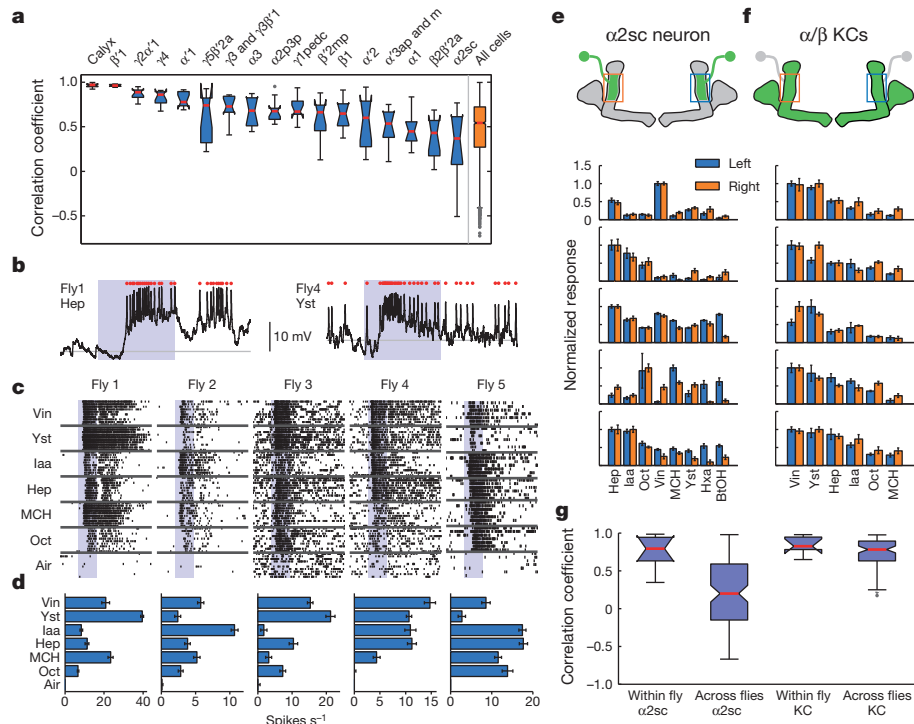 a
Calyx
β′1
γ2α′1
γ4
α′1
γ5β′2a
γ3 and γ3β′1
α3
α2p3p
γ1pedc
β′2mp
β1
α′2
α′3ap and m
α1
β2β′2a
α2sc
All cells
Correlation coefficient
1.0
0.5
0
−0.5
b
Fly1
Hep
10 mV
Fly4
Yst
c
Fly 1
Fly 2
Fly 3
Fly 4
Fly 5
Vin
Yst
Iaa
Hep
MCH
Oct
Air
d
Vin
Yst
Iaa
Hep
MCH
Oct
Air
0 20 40
0 5 10
0 10 20
0 5 10 15
0 10 20
Spikes s⁻¹
e
α2sc neuron
f
α/β KCs
Left
Right
1.5
1.0
0.5
0
Normalized response
Hep
Iaa
Oct
Vin
MCH
Yst
Hxa
BtOH
Vin
Yst
Hep
Iaa
Oct
MCH
g
Correlation coefficient
1.0
0.5
0
−1.0
Within fly α2sc
Across flies α2sc
Within fly KC
Across flies KC